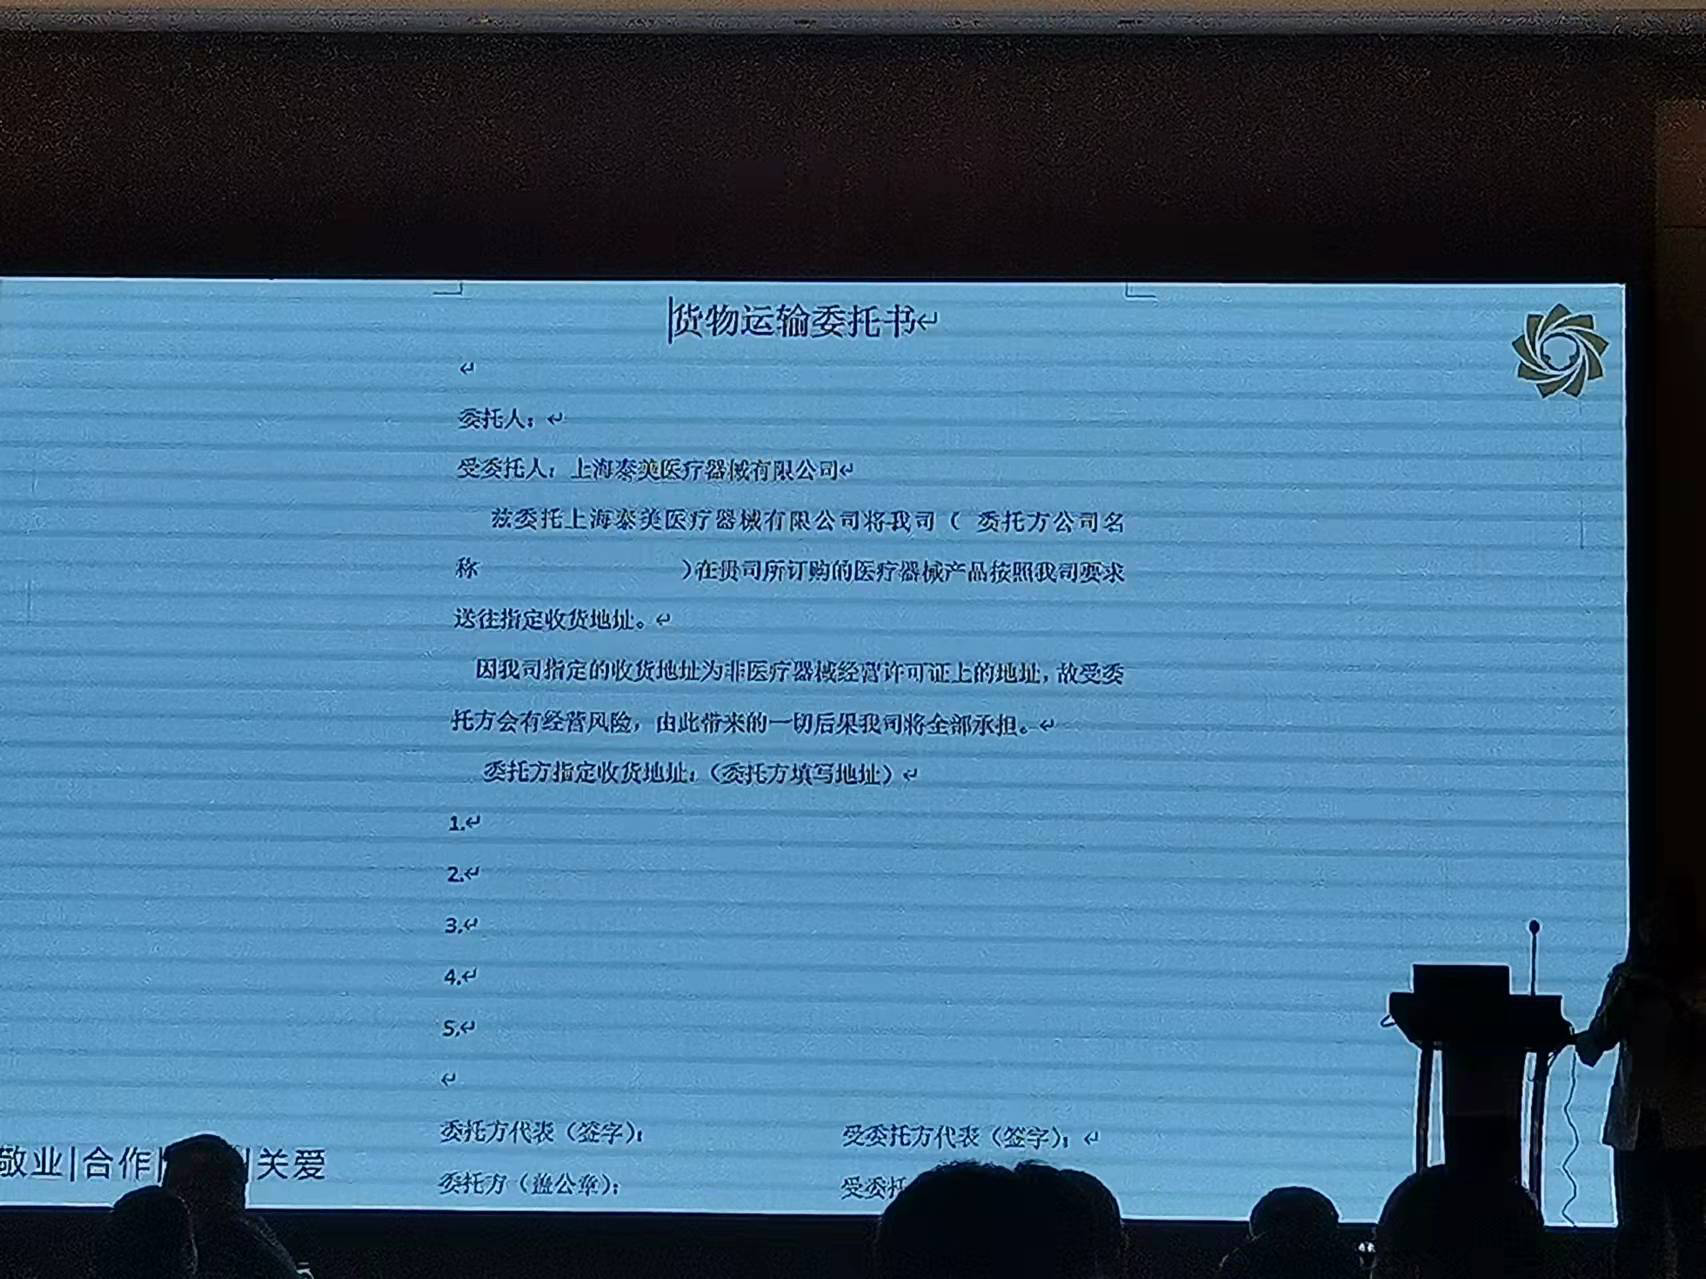 货物运输委托书
委托人：
受委托人：上海泰美医疗器械有限公司
兹委托上海泰美医疗器械有限公司将我司（ 委托方公司名
称 ）在贵司所订购的医疗器械产品按照我司要求
送往指定收货地址。
因我司指定的收货地址为非医疗器械经营许可证上的地址，故受委
托方会有经营风险，由此带来的一切后果我司将全部承担。
委托方指定收货地址：（委托方填写地址）
1.
2.
3.
4.
5.
委托方代表（签字）： 受委托方代表（签字）：
委托方（盖公章）： 受委托
敬业|合作| |关爱